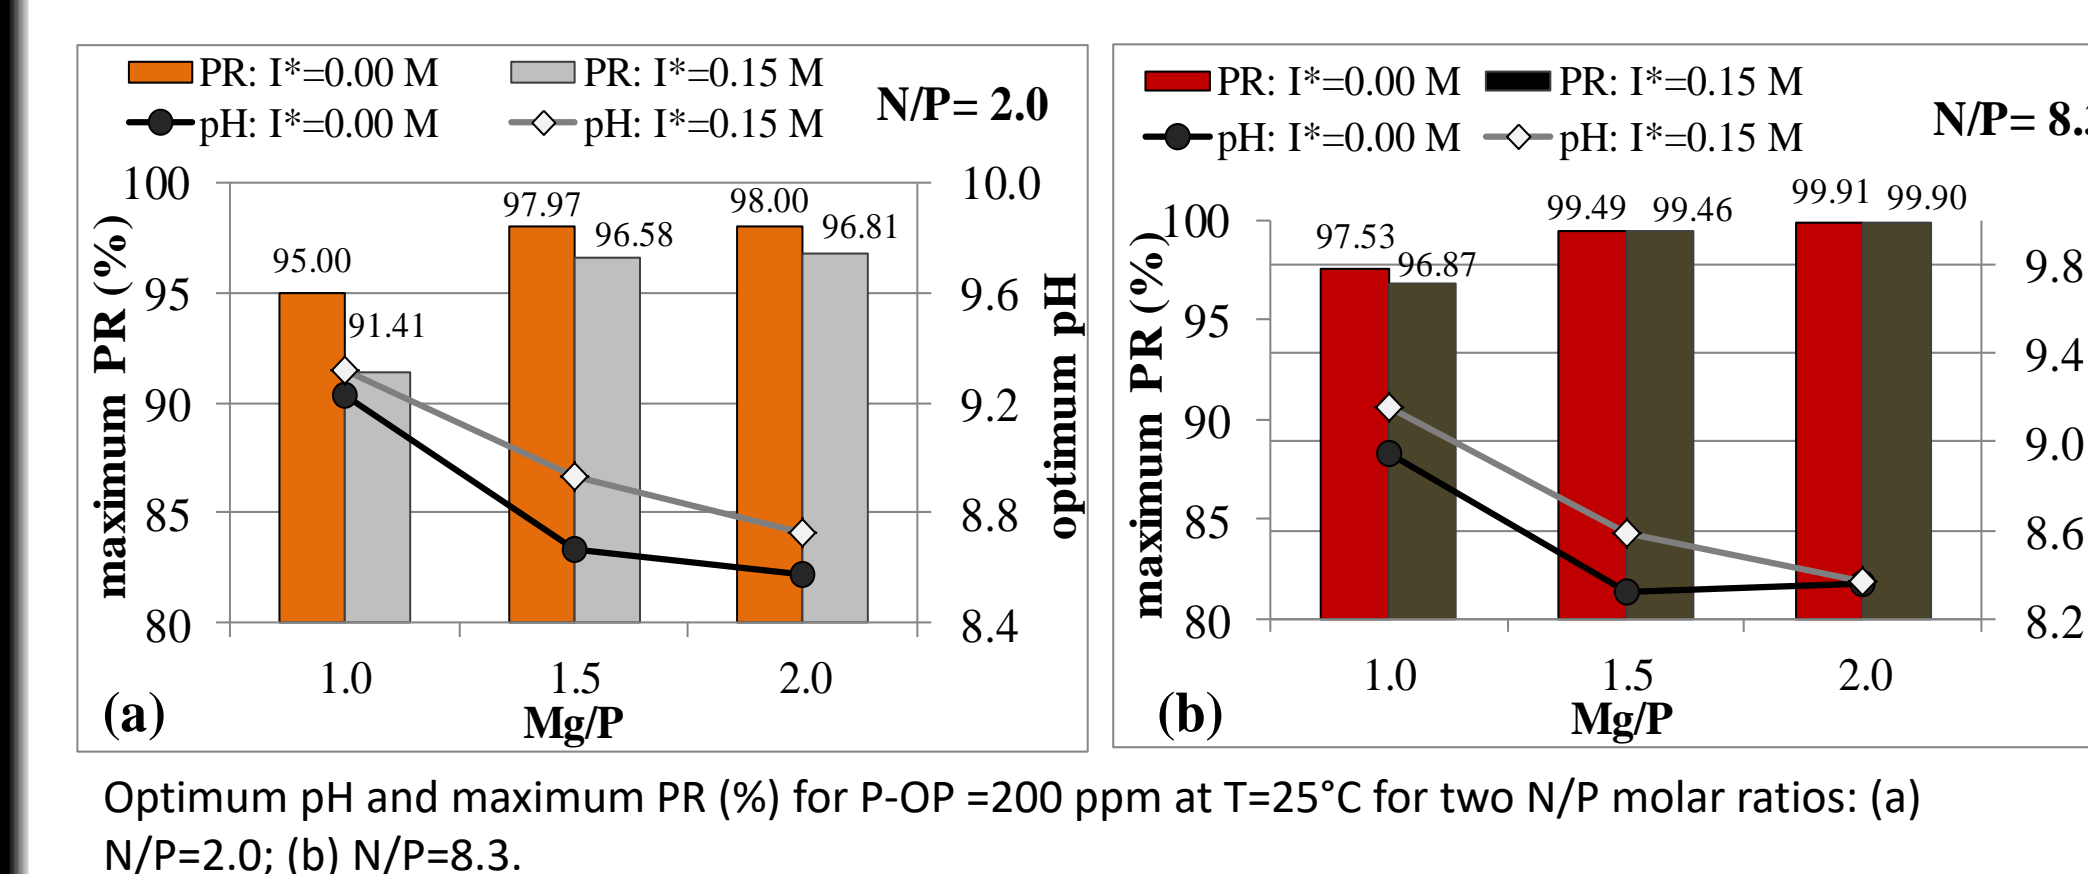 PR: I*=0.00 M PR: I*=0.15 M
pH: I*=0.00 M pH: I*=0.15 M
N/P= 2.0
maximum PR (%)
100
95
90
85
80
97.97
98.00
96.58
96.81
95.00
91.41
10.0
9.6
9.2
8.8
8.4
optimum pH
1.0 1.5 2.0
Mg/P
(a)
PR: I*=0.00 M PR: I*=0.15 M
pH: I*=0.00 M pH: I*=0.15 M
N/P= 8.3
maximum PR (%)
100
95
90
85
80
97.53
96.87
99.49
99.46
99.91
99.90
9.8
9.4
9.0
8.6
8.2
1.0 1.5 2.0
Mg/P
(b)
Optimum pH and maximum PR (%) for P-OP =200 ppm at T=25°C for two N/P molar ratios: (a)
N/P=2.0; (b) N/P=8.3.